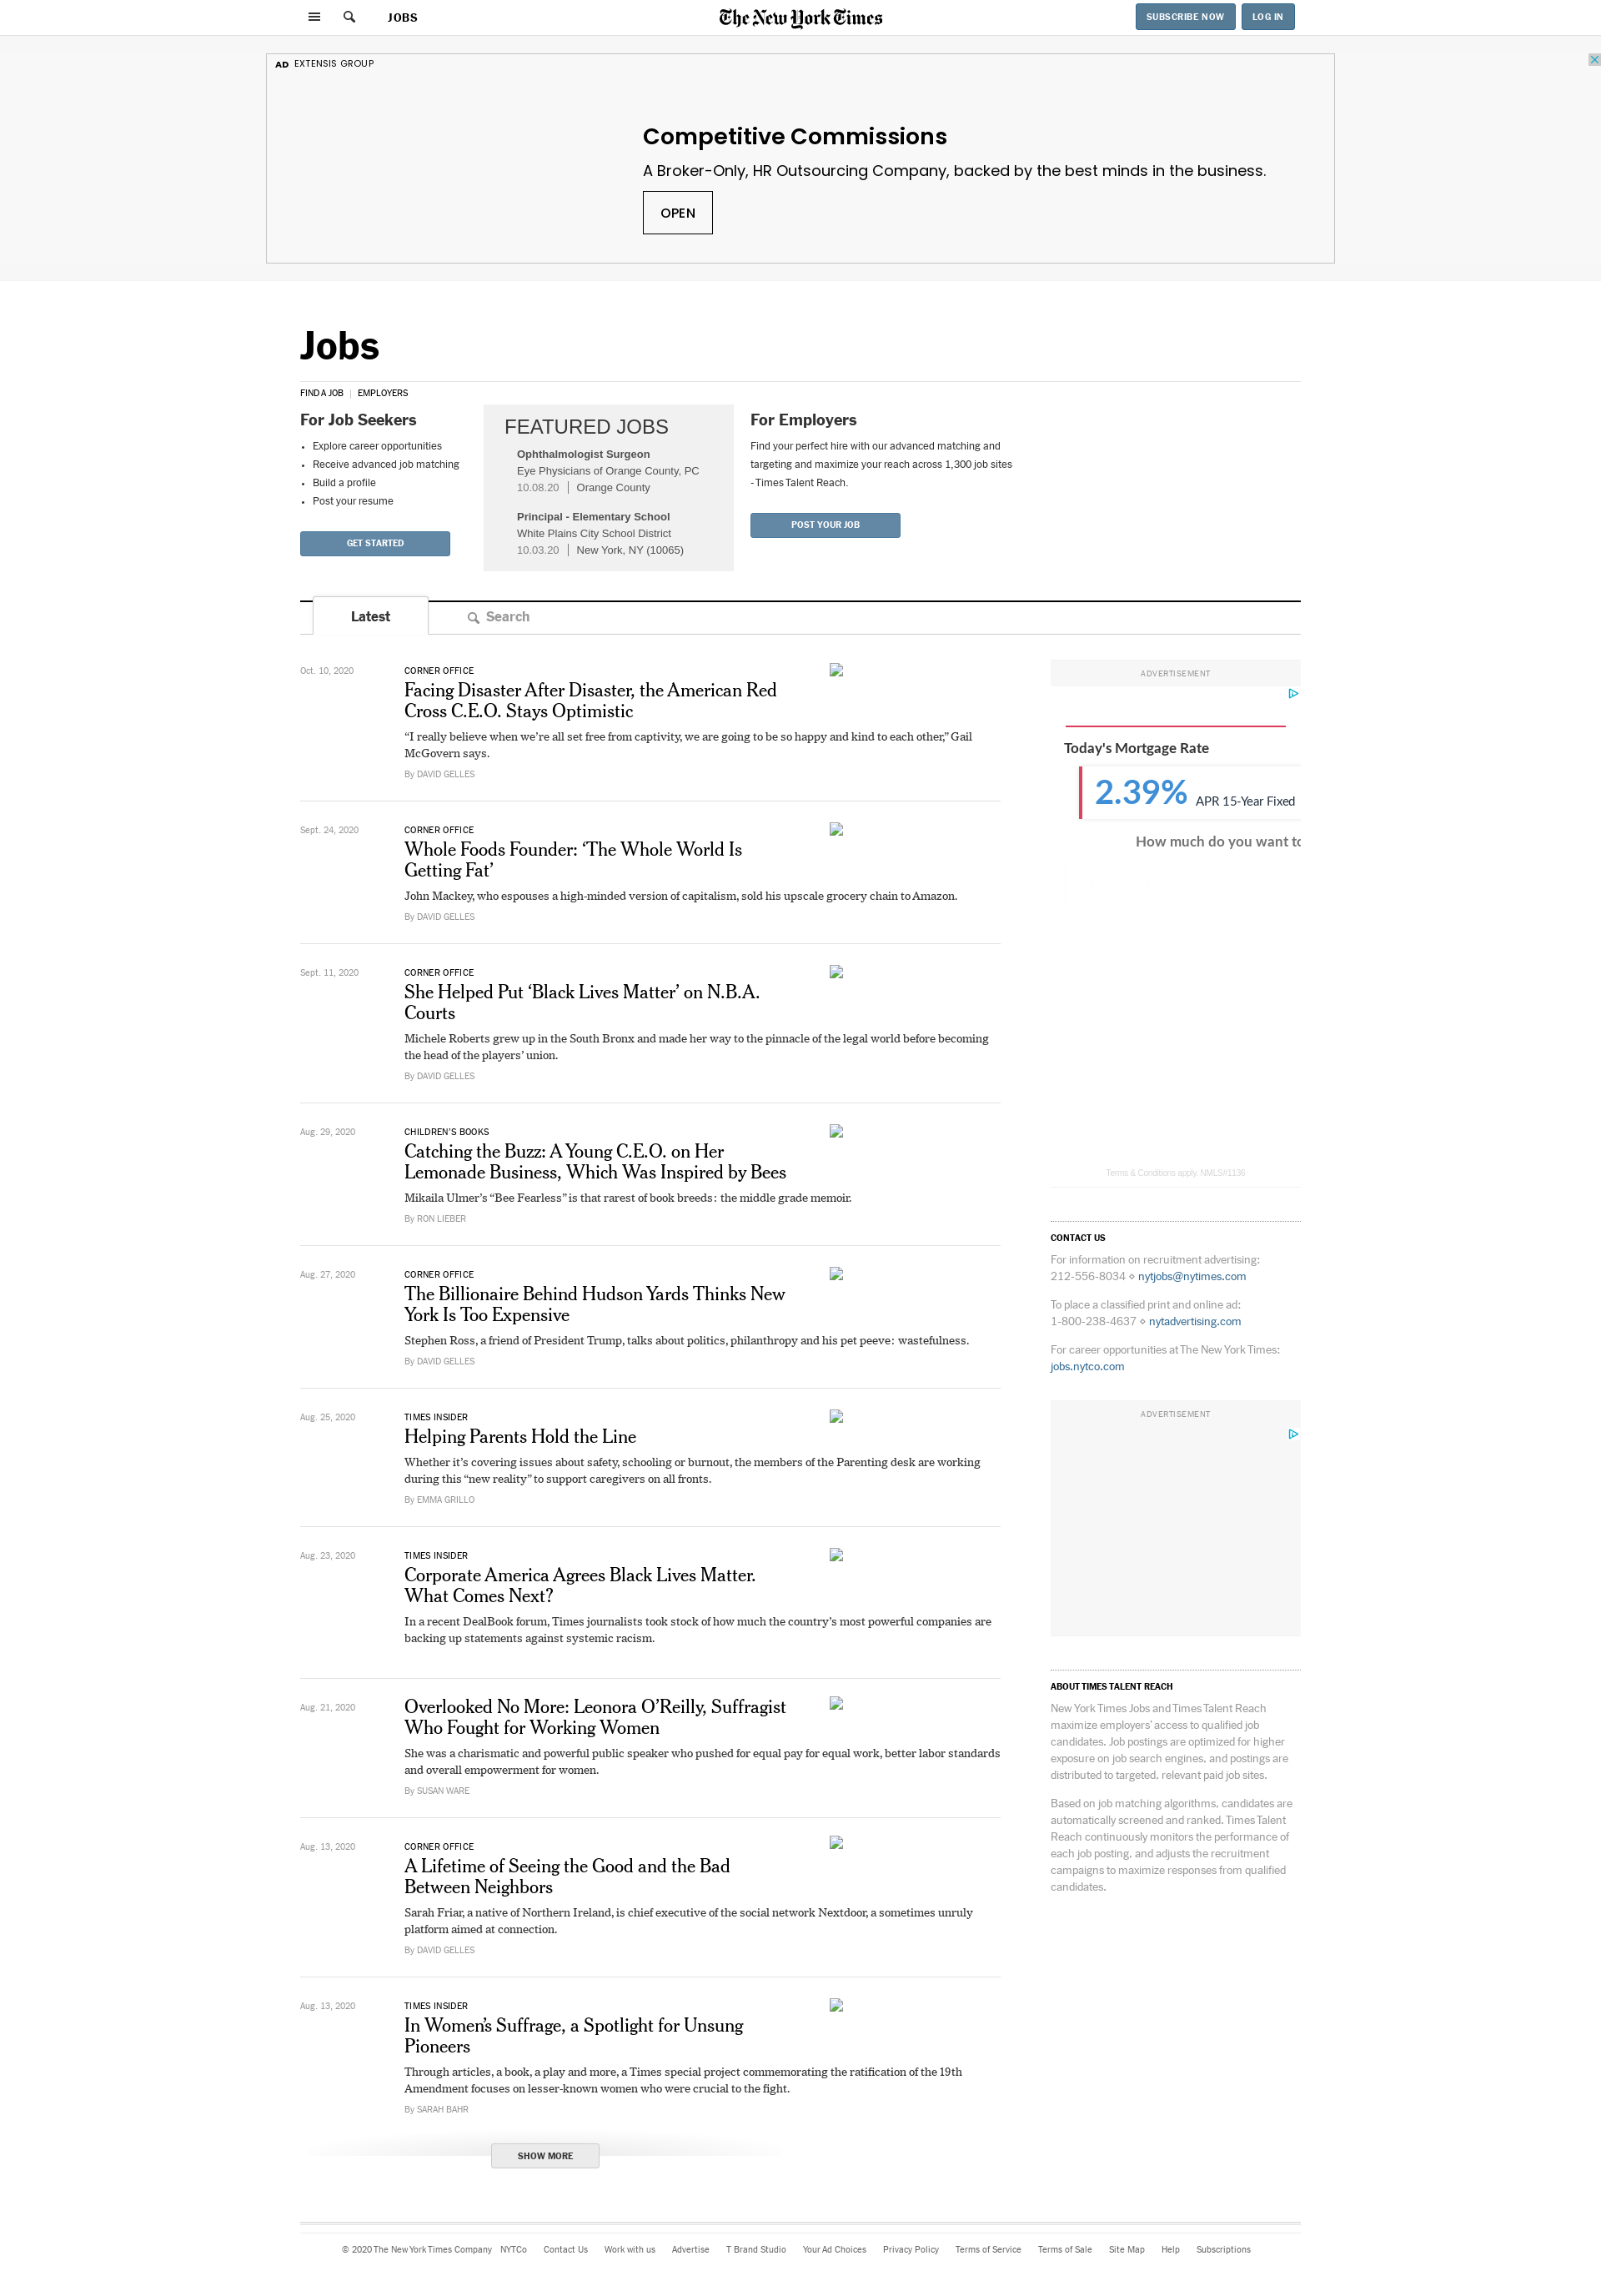 JOBS
The New York Times
SUBSCRIBE NOW
LOG IN
AD EXTENSIS GROUP
Competitive Commissions
A Broker-Only, HR Outsourcing Company, backed by the best minds in the business.
OPEN
Jobs
FIND A JOB | EMPLOYERS
For Job Seekers
• Explore career opportunities
• Receive advanced job matching
• Build a profile
• Post your resume
GET STARTED
FEATURED JOBS
Ophthalmologist Surgeon
Eye Physicians of Orange County, PC
10.08.20 | Orange County
Principal - Elementary School
White Plains City School District
10.03.20 | New York, NY (10065)
For Employers
Find your perfect hire with our advanced matching and
targeting and maximize your reach across 1,300 job sites
- Times Talent Reach.
POST YOUR JOB
Latest
Search
Oct. 10, 2020
CORNER OFFICE
Facing Disaster After Disaster, the American Red
Cross C.E.O. Stays Optimistic
“I really believe when we’re all set free from captivity, we are going to be so happy and kind to each other,” Gail
McGovern says.
By DAVID GELLES
Sept. 24, 2020
CORNER OFFICE
Whole Foods Founder: ‘The Whole World Is
Getting Fat’
John Mackey, who espouses a high-minded version of capitalism, sold his upscale grocery chain to Amazon.
By DAVID GELLES
Sept. 11, 2020
CORNER OFFICE
She Helped Put ‘Black Lives Matter’ on N.B.A.
Courts
Michele Roberts grew up in the South Bronx and made her way to the pinnacle of the legal world before becoming
the head of the players’ union.
By DAVID GELLES
Aug. 29, 2020
CHILDREN’S BOOKS
Catching the Buzz: A Young C.E.O. on Her
Lemonade Business, Which Was Inspired by Bees
Mikaila Ulmer’s “Bee Fearless” is that rarest of book breeds: the middle grade memoir.
By RON LIEBER
Aug. 27, 2020
CORNER OFFICE
The Billionaire Behind Hudson Yards Thinks New
York Is Too Expensive
Stephen Ross, a friend of President Trump, talks about politics, philanthropy and his pet peeve: wastefulness.
By DAVID GELLES
Aug. 25, 2020
TIMES INSIDER
Helping Parents Hold the Line
Whether it’s covering issues about safety, schooling or burnout, the members of the Parenting desk are working
during this “new reality” to support caregivers on all fronts.
By EMMA GRILLO
Aug. 23, 2020
TIMES INSIDER
Corporate America Agrees Black Lives Matter.
What Comes Next?
In a recent DealBook forum, Times journalists took stock of how much the country’s most powerful companies are
backing up statements against systemic racism.
Aug. 21, 2020
Overlooked No More: Leonora O’Reilly, Suffragist
Who Fought for Working Women
She was a charismatic and powerful public speaker who pushed for equal pay for equal work, better labor standards
and overall empowerment for women.
By SUSAN WARE
Aug. 13, 2020
CORNER OFFICE
A Lifetime of Seeing the Good and the Bad
Between Neighbors
Sarah Friar, a native of Northern Ireland, is chief executive of the social network Nextdoor, a sometimes unruly
platform aimed at connection.
By DAVID GELLES
Aug. 13, 2020
TIMES INSIDER
In Women’s Suffrage, a Spotlight for Unsung
Pioneers
Through articles, a book, a play and more, a Times special project commemorating the ratification of the 19th
Amendment focuses on lesser-known women who were crucial to the fight.
By SARAH BAHR
SHOW MORE
ADVERTISEMENT
Today's Mortgage Rate
2.39% APR 15-Year Fixed
How much do you want to
Terms & Conditions apply. NMLS#1136
CONTACT US
For information on recruitment advertising:
212-556-8034 ⋄ nytjobs@nytimes.com
To place a classified print and online ad:
1-800-238-4637 ⋄ nytadvertising.com
For career opportunities at The New York Times:
jobs.nytco.com
ADVERTISEMENT
ABOUT TIMES TALENT REACH
New York Times Jobs and Times Talent Reach
maximize employers’ access to qualified job
candidates. Job postings are optimized for higher
exposure on job search engines, and postings are
distributed to targeted, relevant paid job sites.
Based on job matching algorithms, candidates are
automatically screened and ranked. Times Talent
Reach continuously monitors the performance of
each job posting, and adjusts the recruitment
campaigns to maximize responses from qualified
candidates.
© 2020 The New York Times Company NYTCo Contact Us Work with us Advertise T Brand Studio Your Ad Choices Privacy Policy Terms of Service Terms of Sale Site Map Help Subscriptions